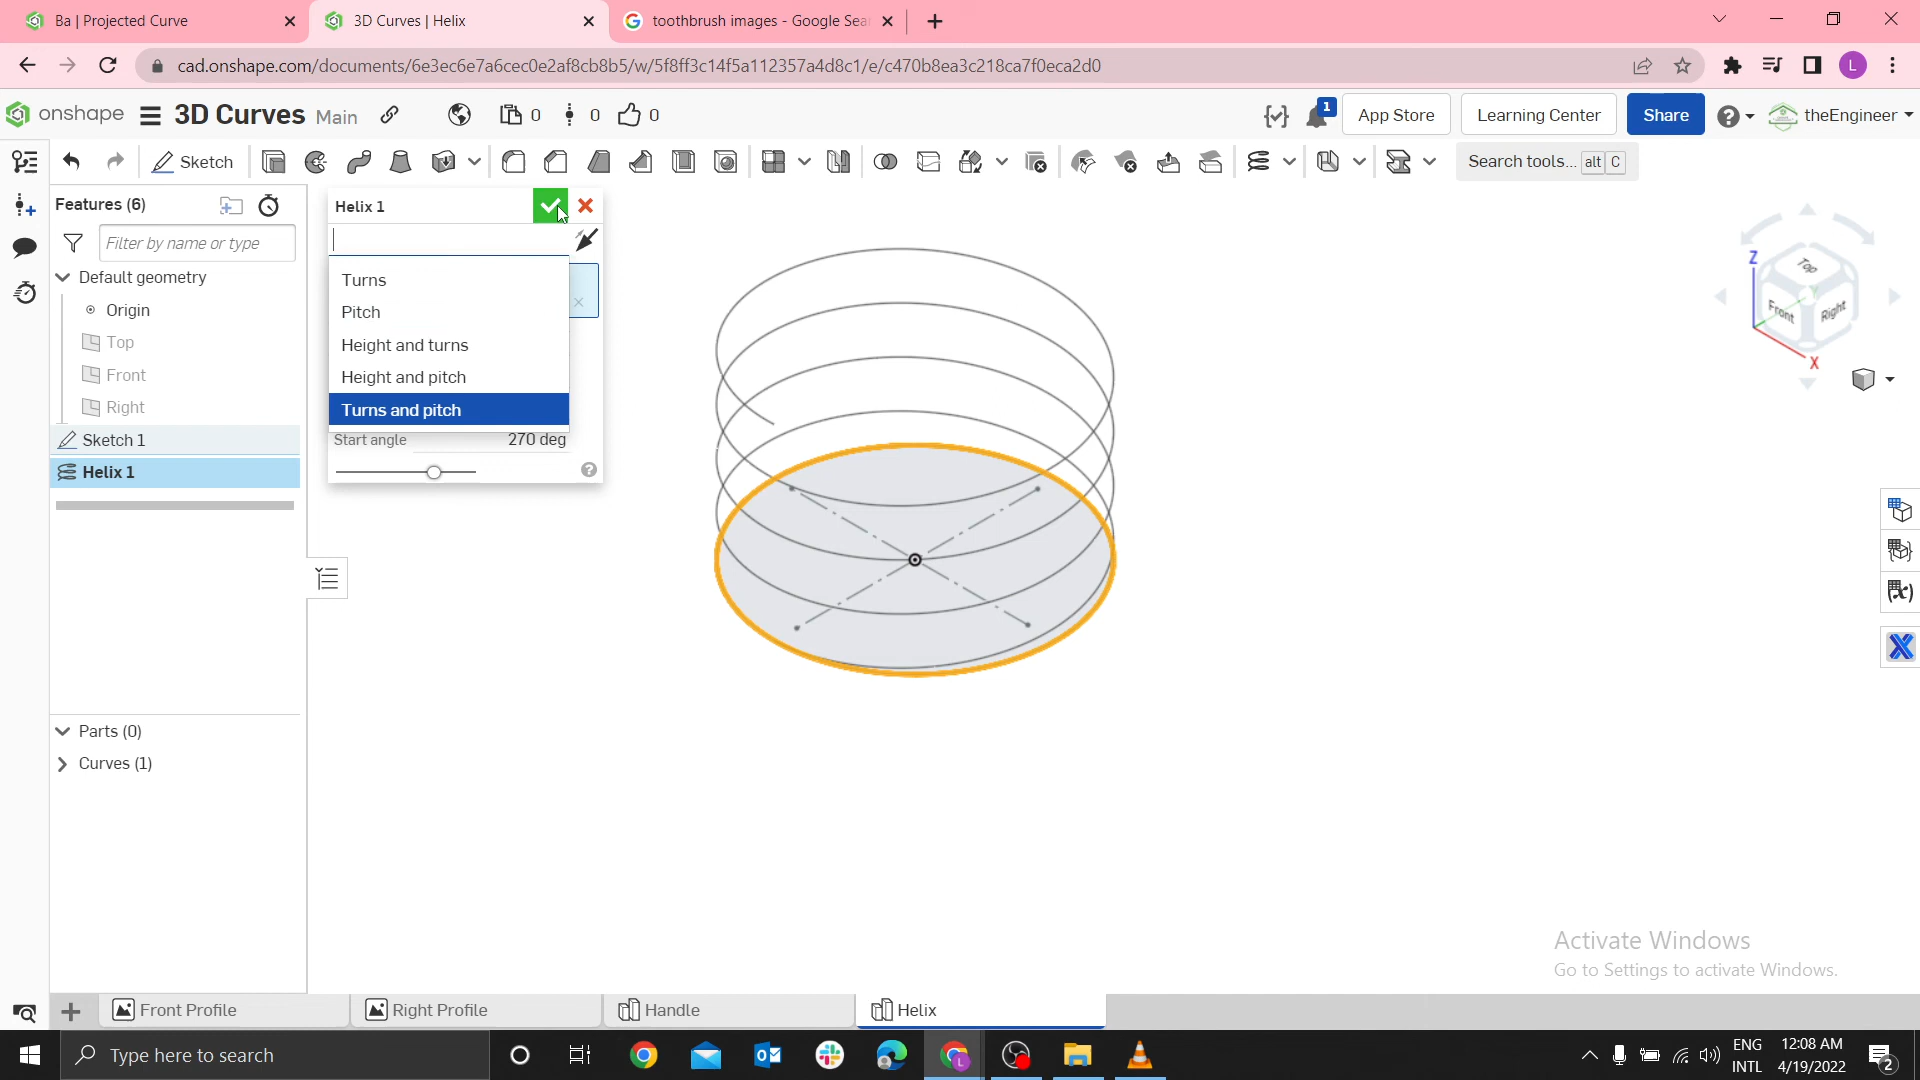 Ba | Projected Curve
3D Curves | Helix
toothbrush images - Google Sea
cad.onshape.com/documents/6e3ec6e7a6cec0e2af8cb8b5/w/5f8ff3c14f5a112357a4d8c1/e/c470b8ea3c218ca7f0eca2d0
L
onshape
3D Curves Main
0
0
0
1
App Store
Learning Center
Share
theEngineer
Sketch
Search tools... alt C
Features (6)
Filter by name or type
Default geometry
Origin
Top
Front
Right
Sketch 1
Helix 1
Helix 1
Turns
Pitch
Height and turns
Height and pitch
Turns and pitch
Start angle 270 deg
Z
Top
Front
Right
X
Parts (0)
Curves (1)
Activate Windows
Go to Settings to activate Windows.
Front Profile
Right Profile
Handle
Helix
Type here to search
ENG
INTL
12:08 AM
4/19/2022
2